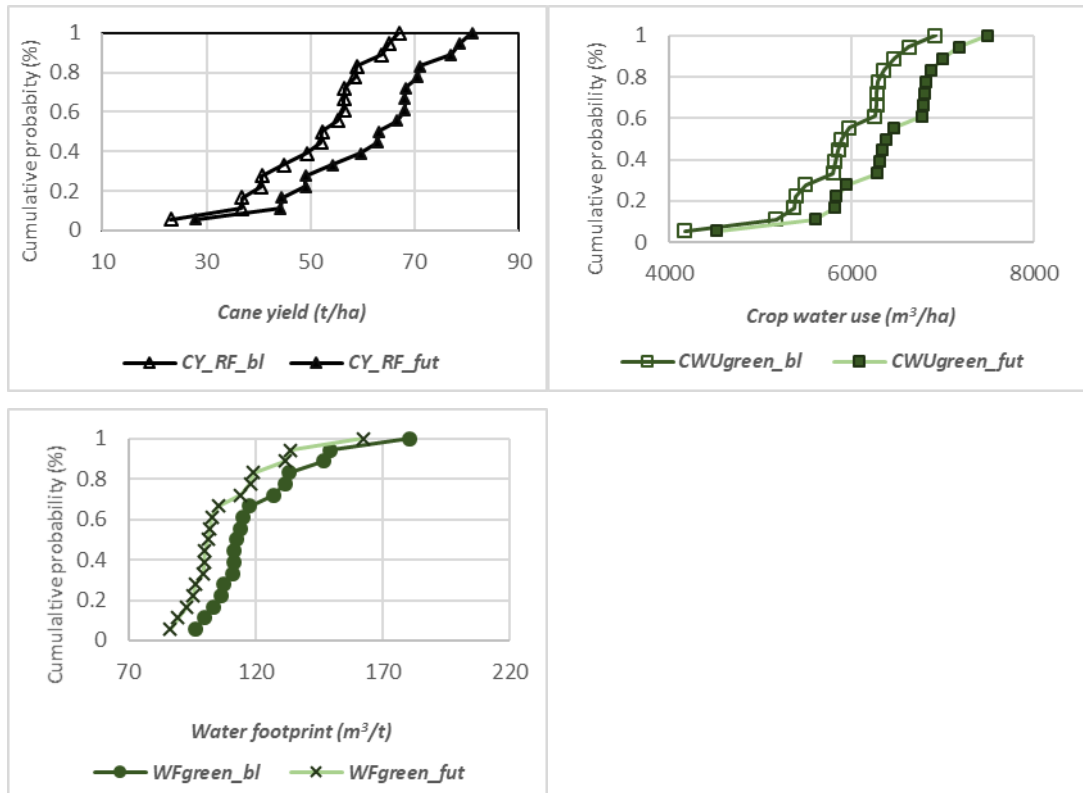 Cumulative probabity (%)
1
0.8
0.6
0.4
0.2
0
10 30 50 70 90
Cane yield (t/ha)
CY_RF_bl CY_RF_fut
Cumulative probability (%)
1
0.8
0.6
0.4
0.2
0
4000 6000 8000
Crop water use (m³/ha)
CWUgreen_bl CWUgreen_fut
Cumulaltive probability (%)
1
0.8
0.6
0.4
0.2
0
70 120 170 220
Water footprint (m³/t)
WFgreen_bl WFgreen_fut